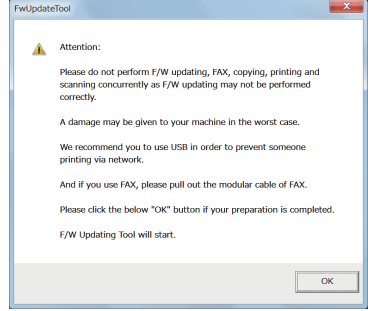 FwUpdateTool
Attention:
Please do not perform F/W updating, FAX, copying, printing and
scanning concurrently as F/W updating may not be performed
correctly.
A damage may be given to your machine in the worst case.
We recommend you to use USB in order to prevent someone
printing via network.
And if you use FAX, please pull out the modular cable of FAX.
Please click the below "OK" button if your preparation is completed.
F/W Updating Tool will start.
OK